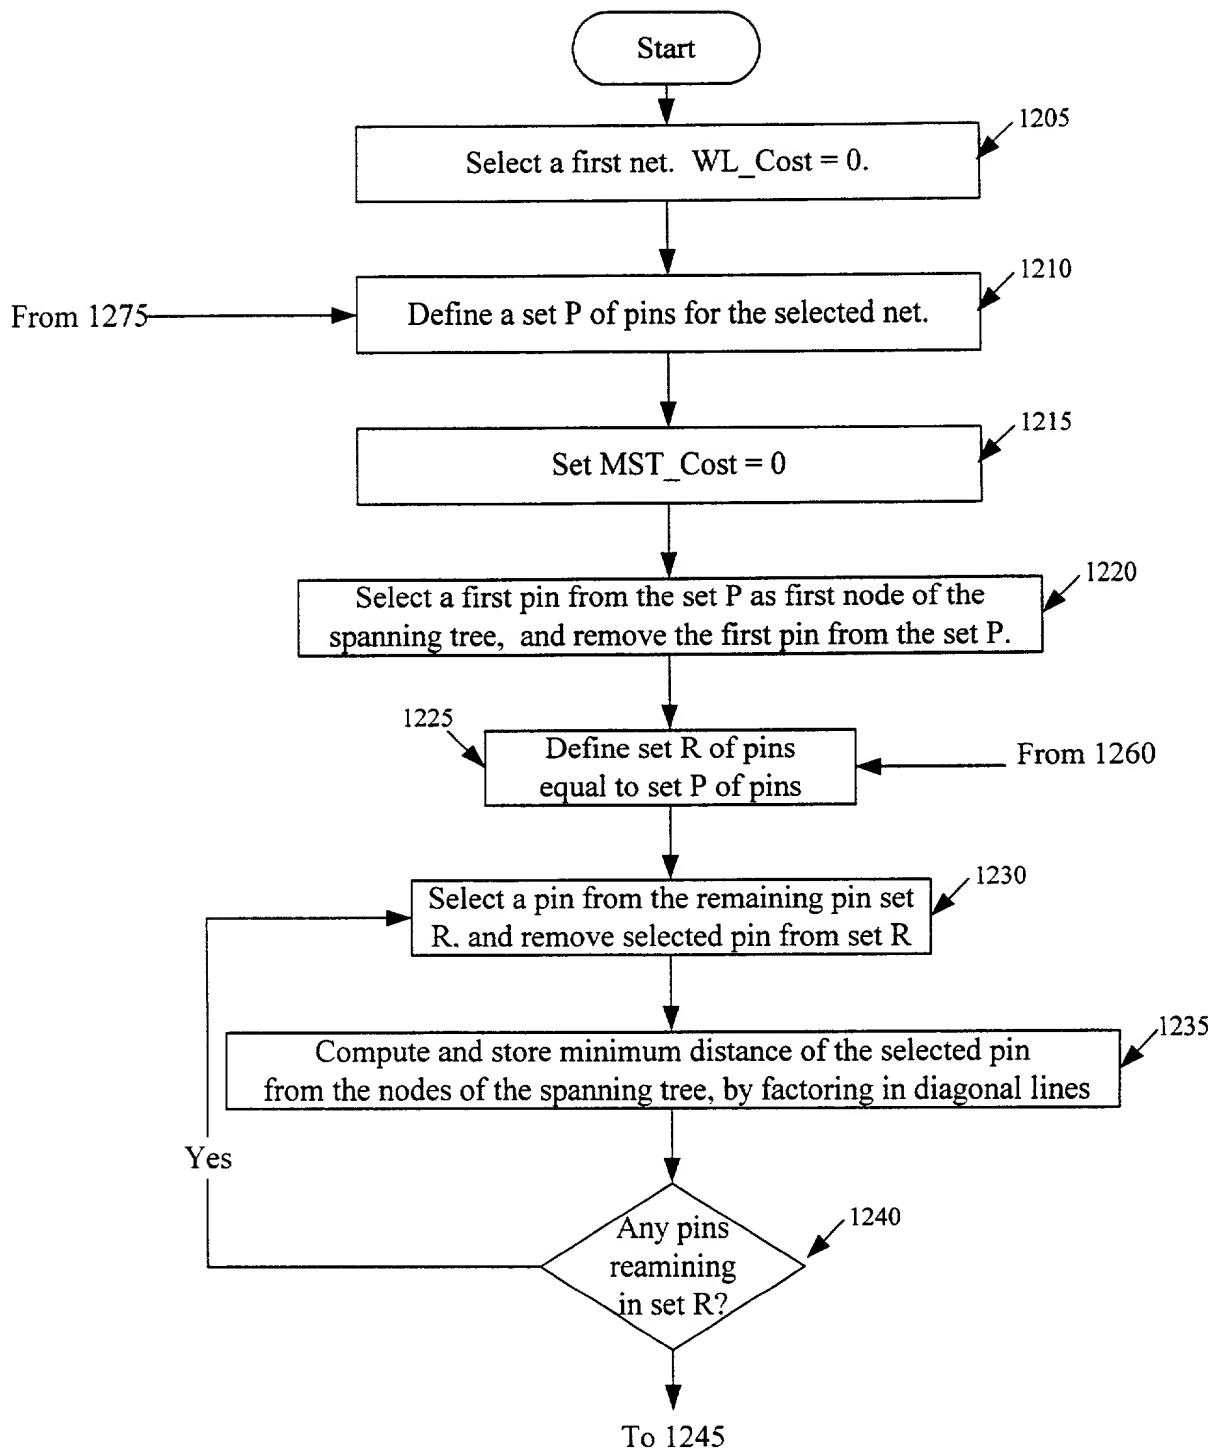 Start
1205
Select a first net. WL_Cost = 0.
1210
From 1275
Define a set P of pins for the selected net.
1215
Set MST_Cost = 0
1220
Select a first pin from the set P as first node of the
spanning tree, and remove the first pin from the set P.
1225
Define set R of pins
equal to set P of pins
From 1260
1230
Select a pin from the remaining pin set
R. and remove selected pin from set R
1235
Compute and store minimum distance of the selected pin
from the nodes of the spanning tree, by factoring in diagonal lines
Yes
1240
Any pins
reamining
in set R?
To 1245